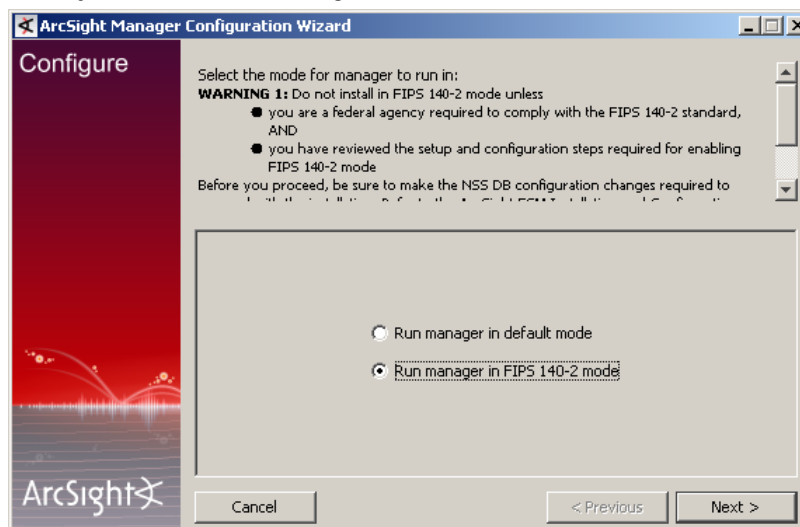 ArcSight Manager Configuration Wizard
Configure
Select the mode for manager to run in:
WARNING 1: Do not install in FIPS 140-2 mode unless
● you are a federal agency required to comply with the FIPS 140-2 standard,
AND
● you have reviewed the setup and configuration steps required for enabling
FIPS 140-2 mode
Before you proceed, be sure to make the NSS DB configuration changes required to
Run manager in default mode
Run manager in FIPS 140-2 mode
ArcSight
Cancel
< Previous
Next >